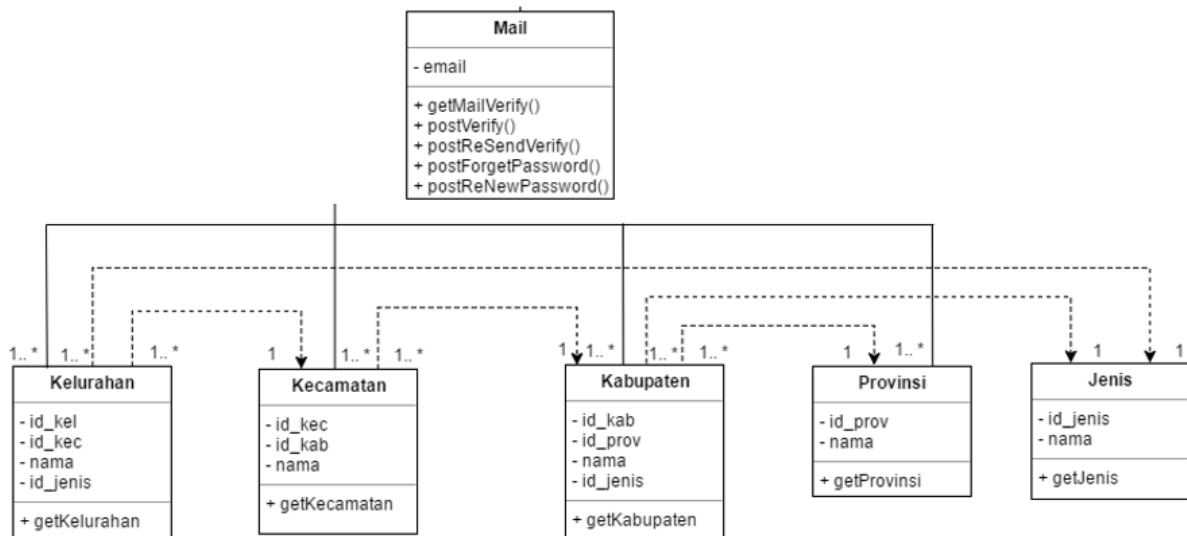 Mail
- email
+ getMailVerify()
+ postVerify()
+ postReSendVerify()
+ postForgetPassword()
+ postReNewPassword()
1.. * 1.. * 1.. * 1 1.. * 1.. * 1 1.. * 1.. * 1.. * 1 1.. * 1 1
Kelurahan
- id_kel
- id_kec
- nama
- id_jenis
+ getKelurahan
Kecamatan
- id_kec
- id_kab
- nama
+ getKecamatan
Kabupaten
- id_kab
- id_prov
- nama
- id_jenis
+ getKabupaten
Provinsi
- id_prov
- nama
+ getProvinsi
Jenis
- id_jenis
- nama
+ getJenis